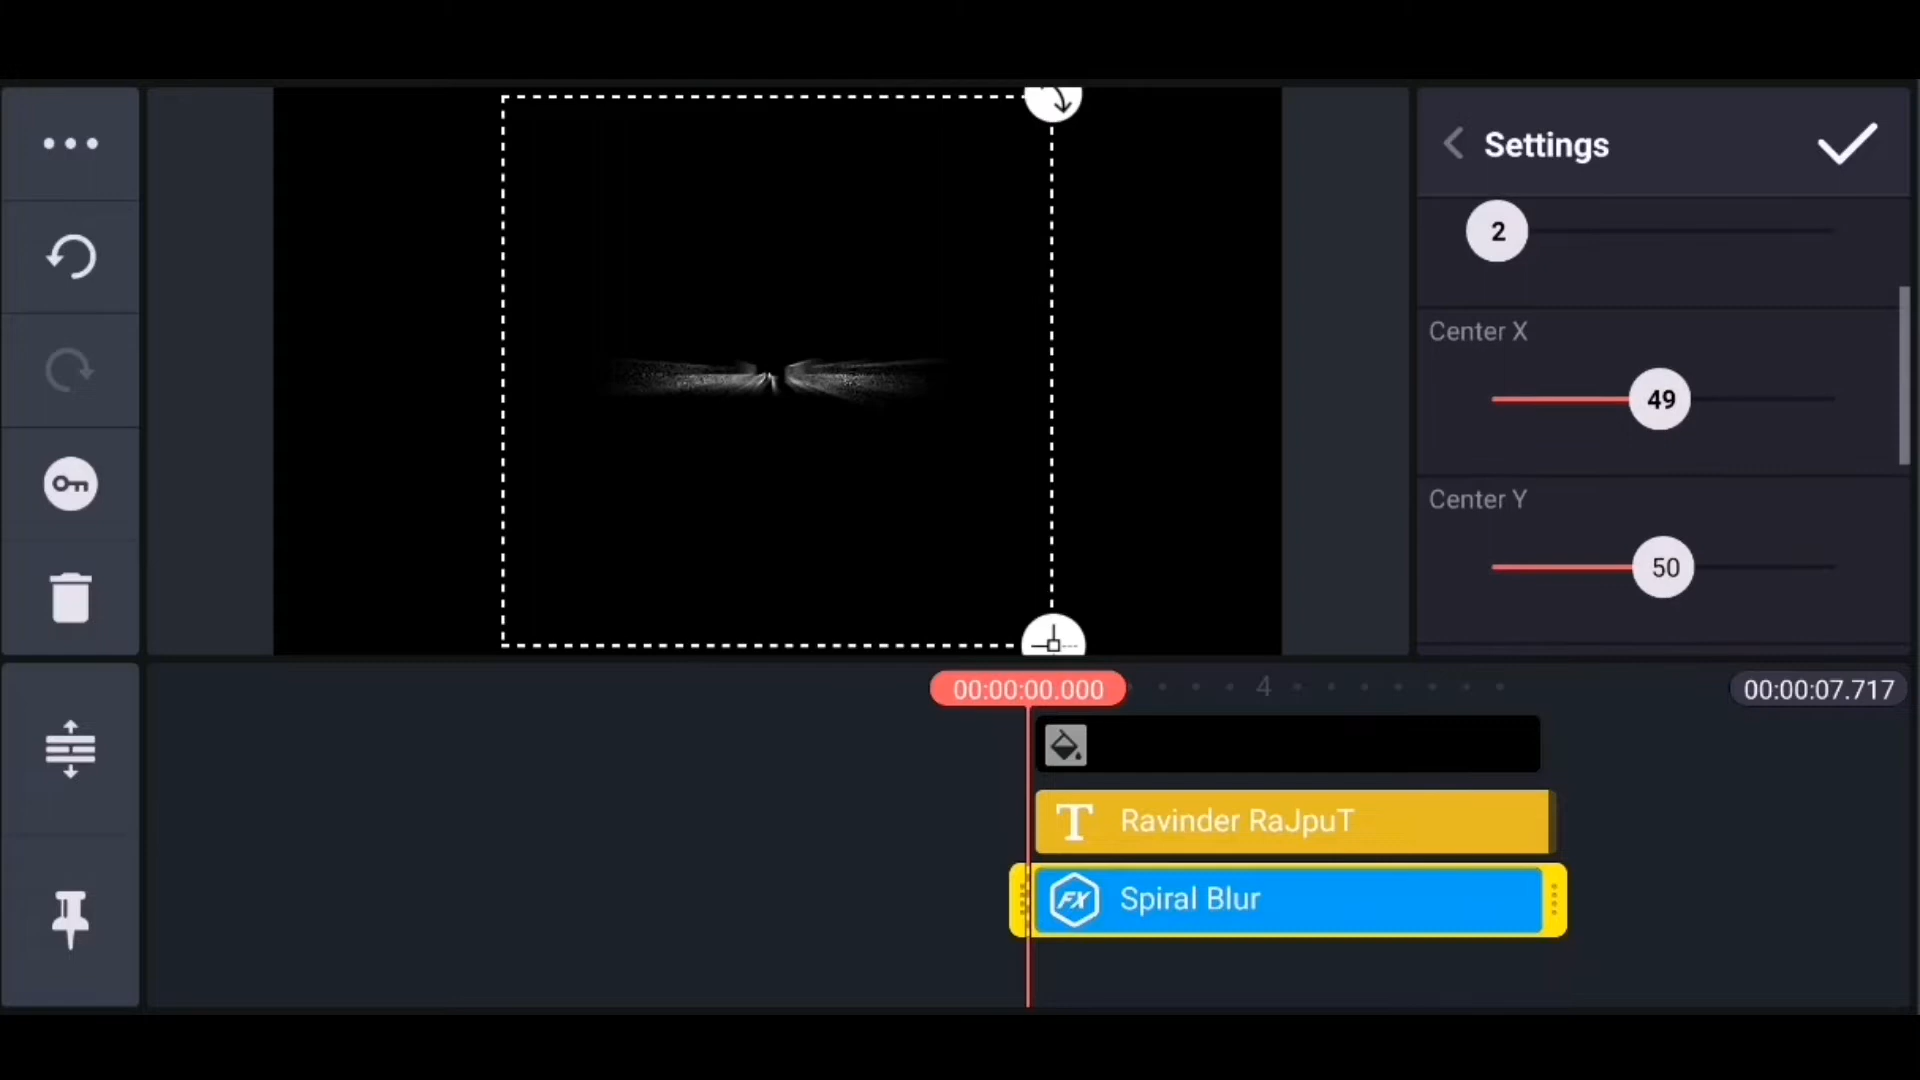 Settings
2
Center X
49
Center Y
50
00:00:00.000
4
00:00:07.717
T Ravinder RaJpuT
FX Spiral Blur